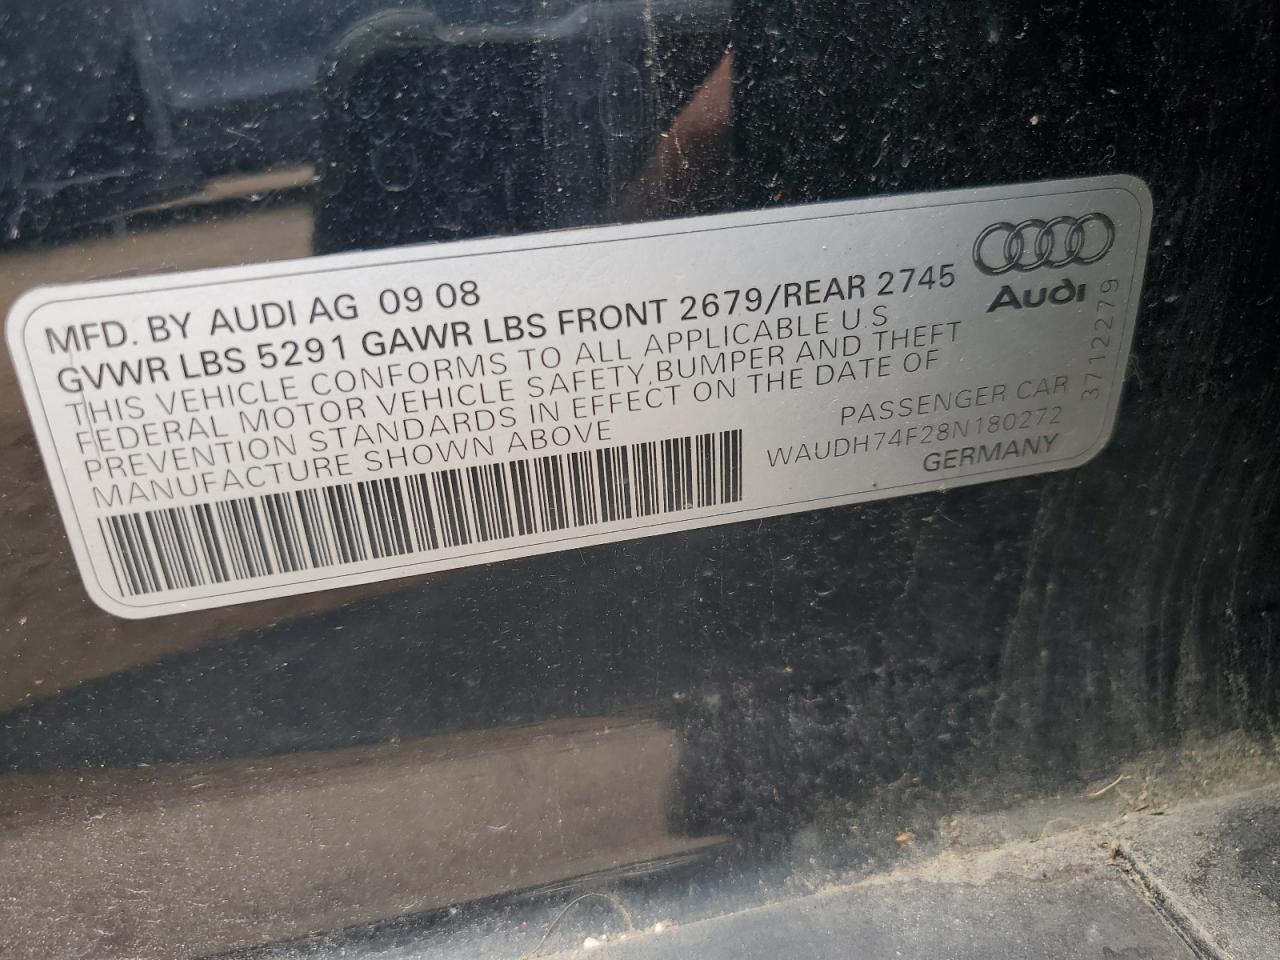 MFD. BY AUDI AG 09 08
GVWR LBS 5291 GAWR LBS FRONT 2679/REAR 2745
THIS VEHICLE CONFORMS TO ALL APPLICABLE U.S
FEDERAL MOTOR VEHICLE SAFETY, BUMPER AND THEFT
PREVENTION STANDARDS IN EFFECT ON THE DATE OF
MANUFACTURE SHOWN ABOVE
PASSENGER CAR
WAUDH74F28N180272
GERMANY
Audi
3712279